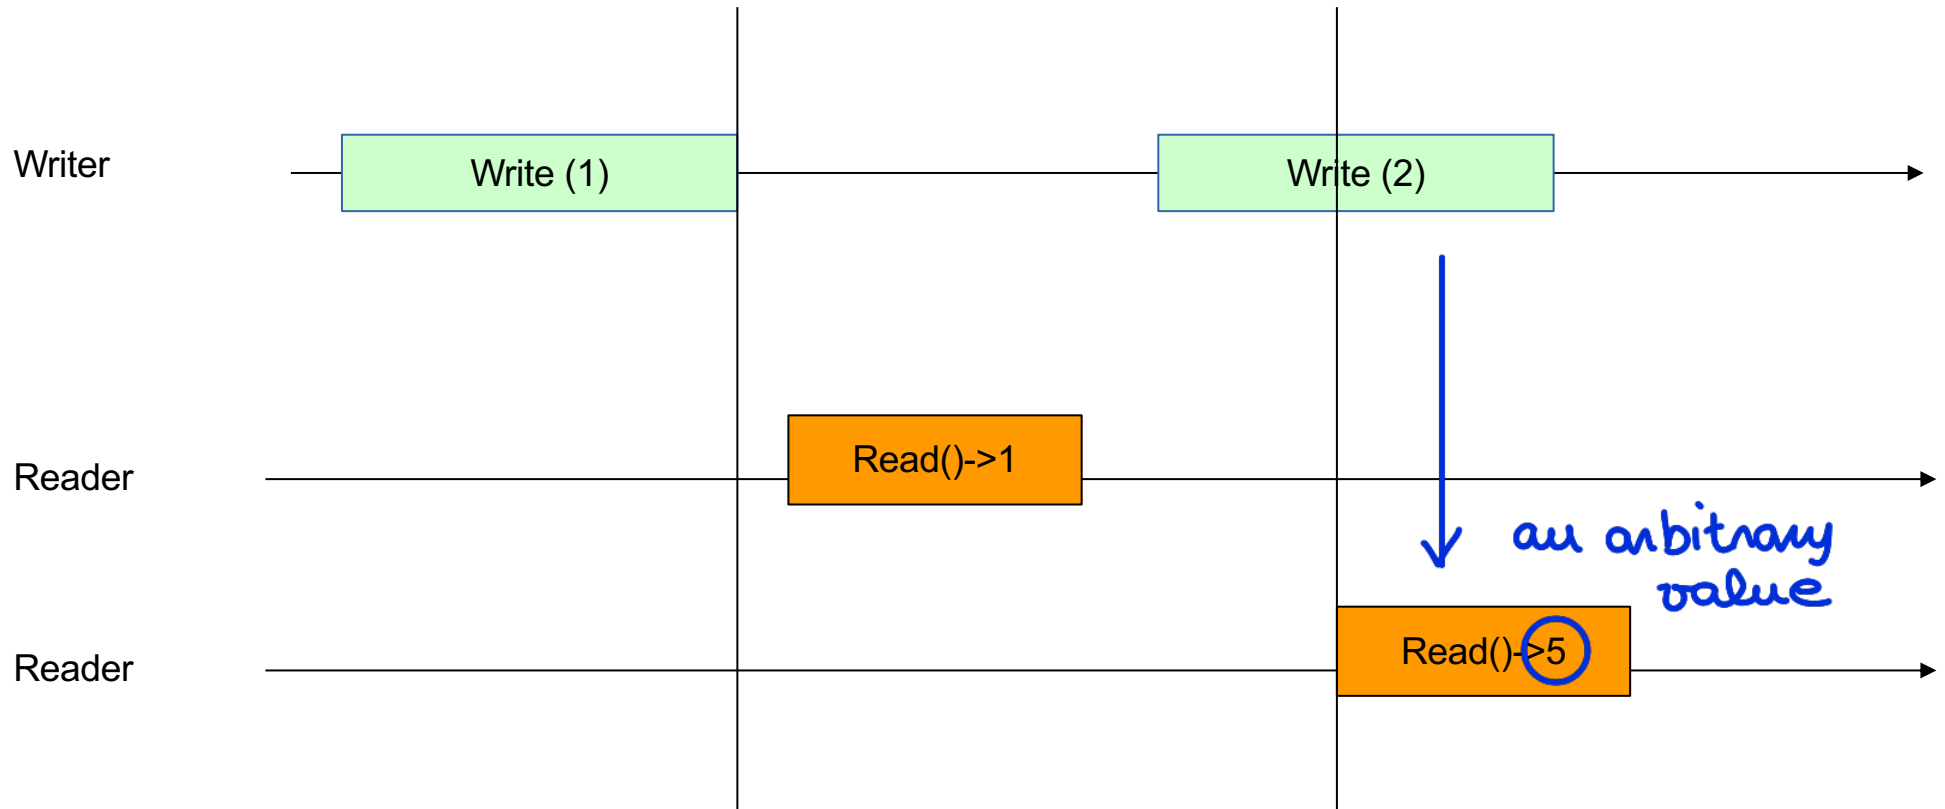 Writer
Write (1)
Write (2)
Reader
Read()->1
an arbitrary
value
Reader
Read()->5